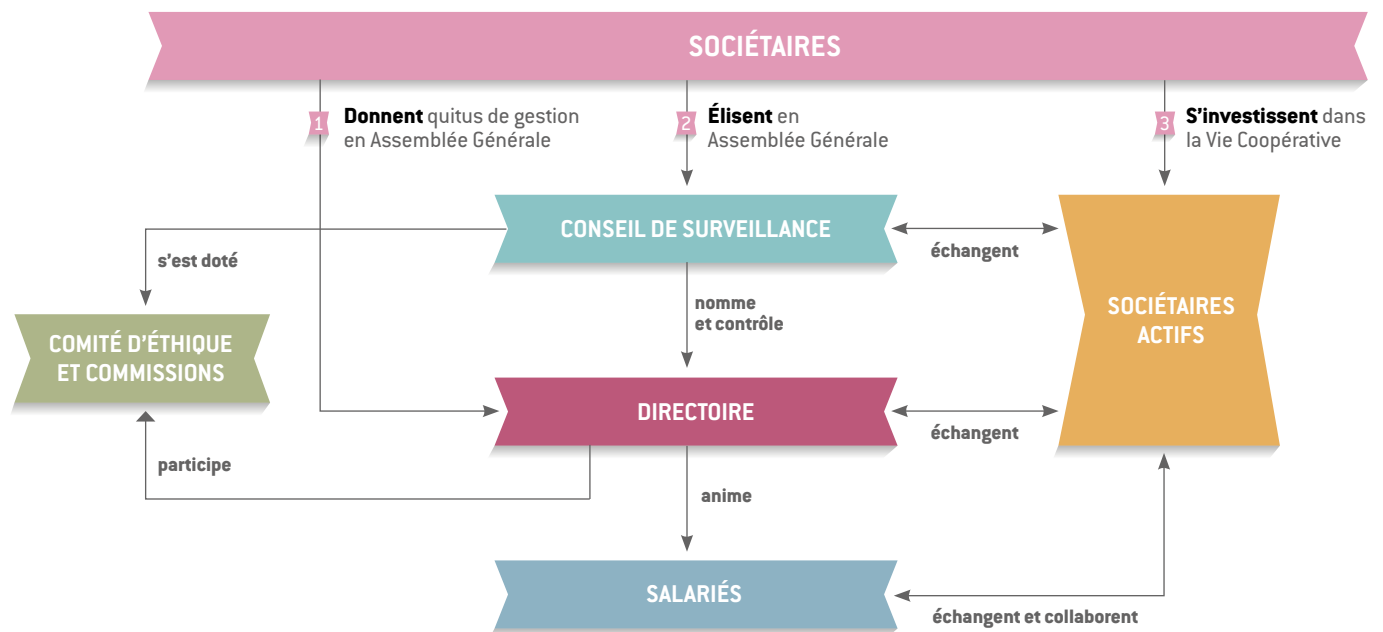 SOCIÉTAIRES
1
Donnent quitus de gestion
en Assemblée Générale
2
Élisent en
Assemblée Générale
3
S'investissent dans
la Vie Coopérative
CONSEIL DE SURVEILLANCE
échangent
s'est doté
nomme
et contrôle
SOCIÉTAIRES
ACTIFS
COMITÉ D'ÉTHIQUE
ET COMMISSIONS
DIRECTOIRE
échangent
participe
anime
SALARIÉS
échangent et collaborent